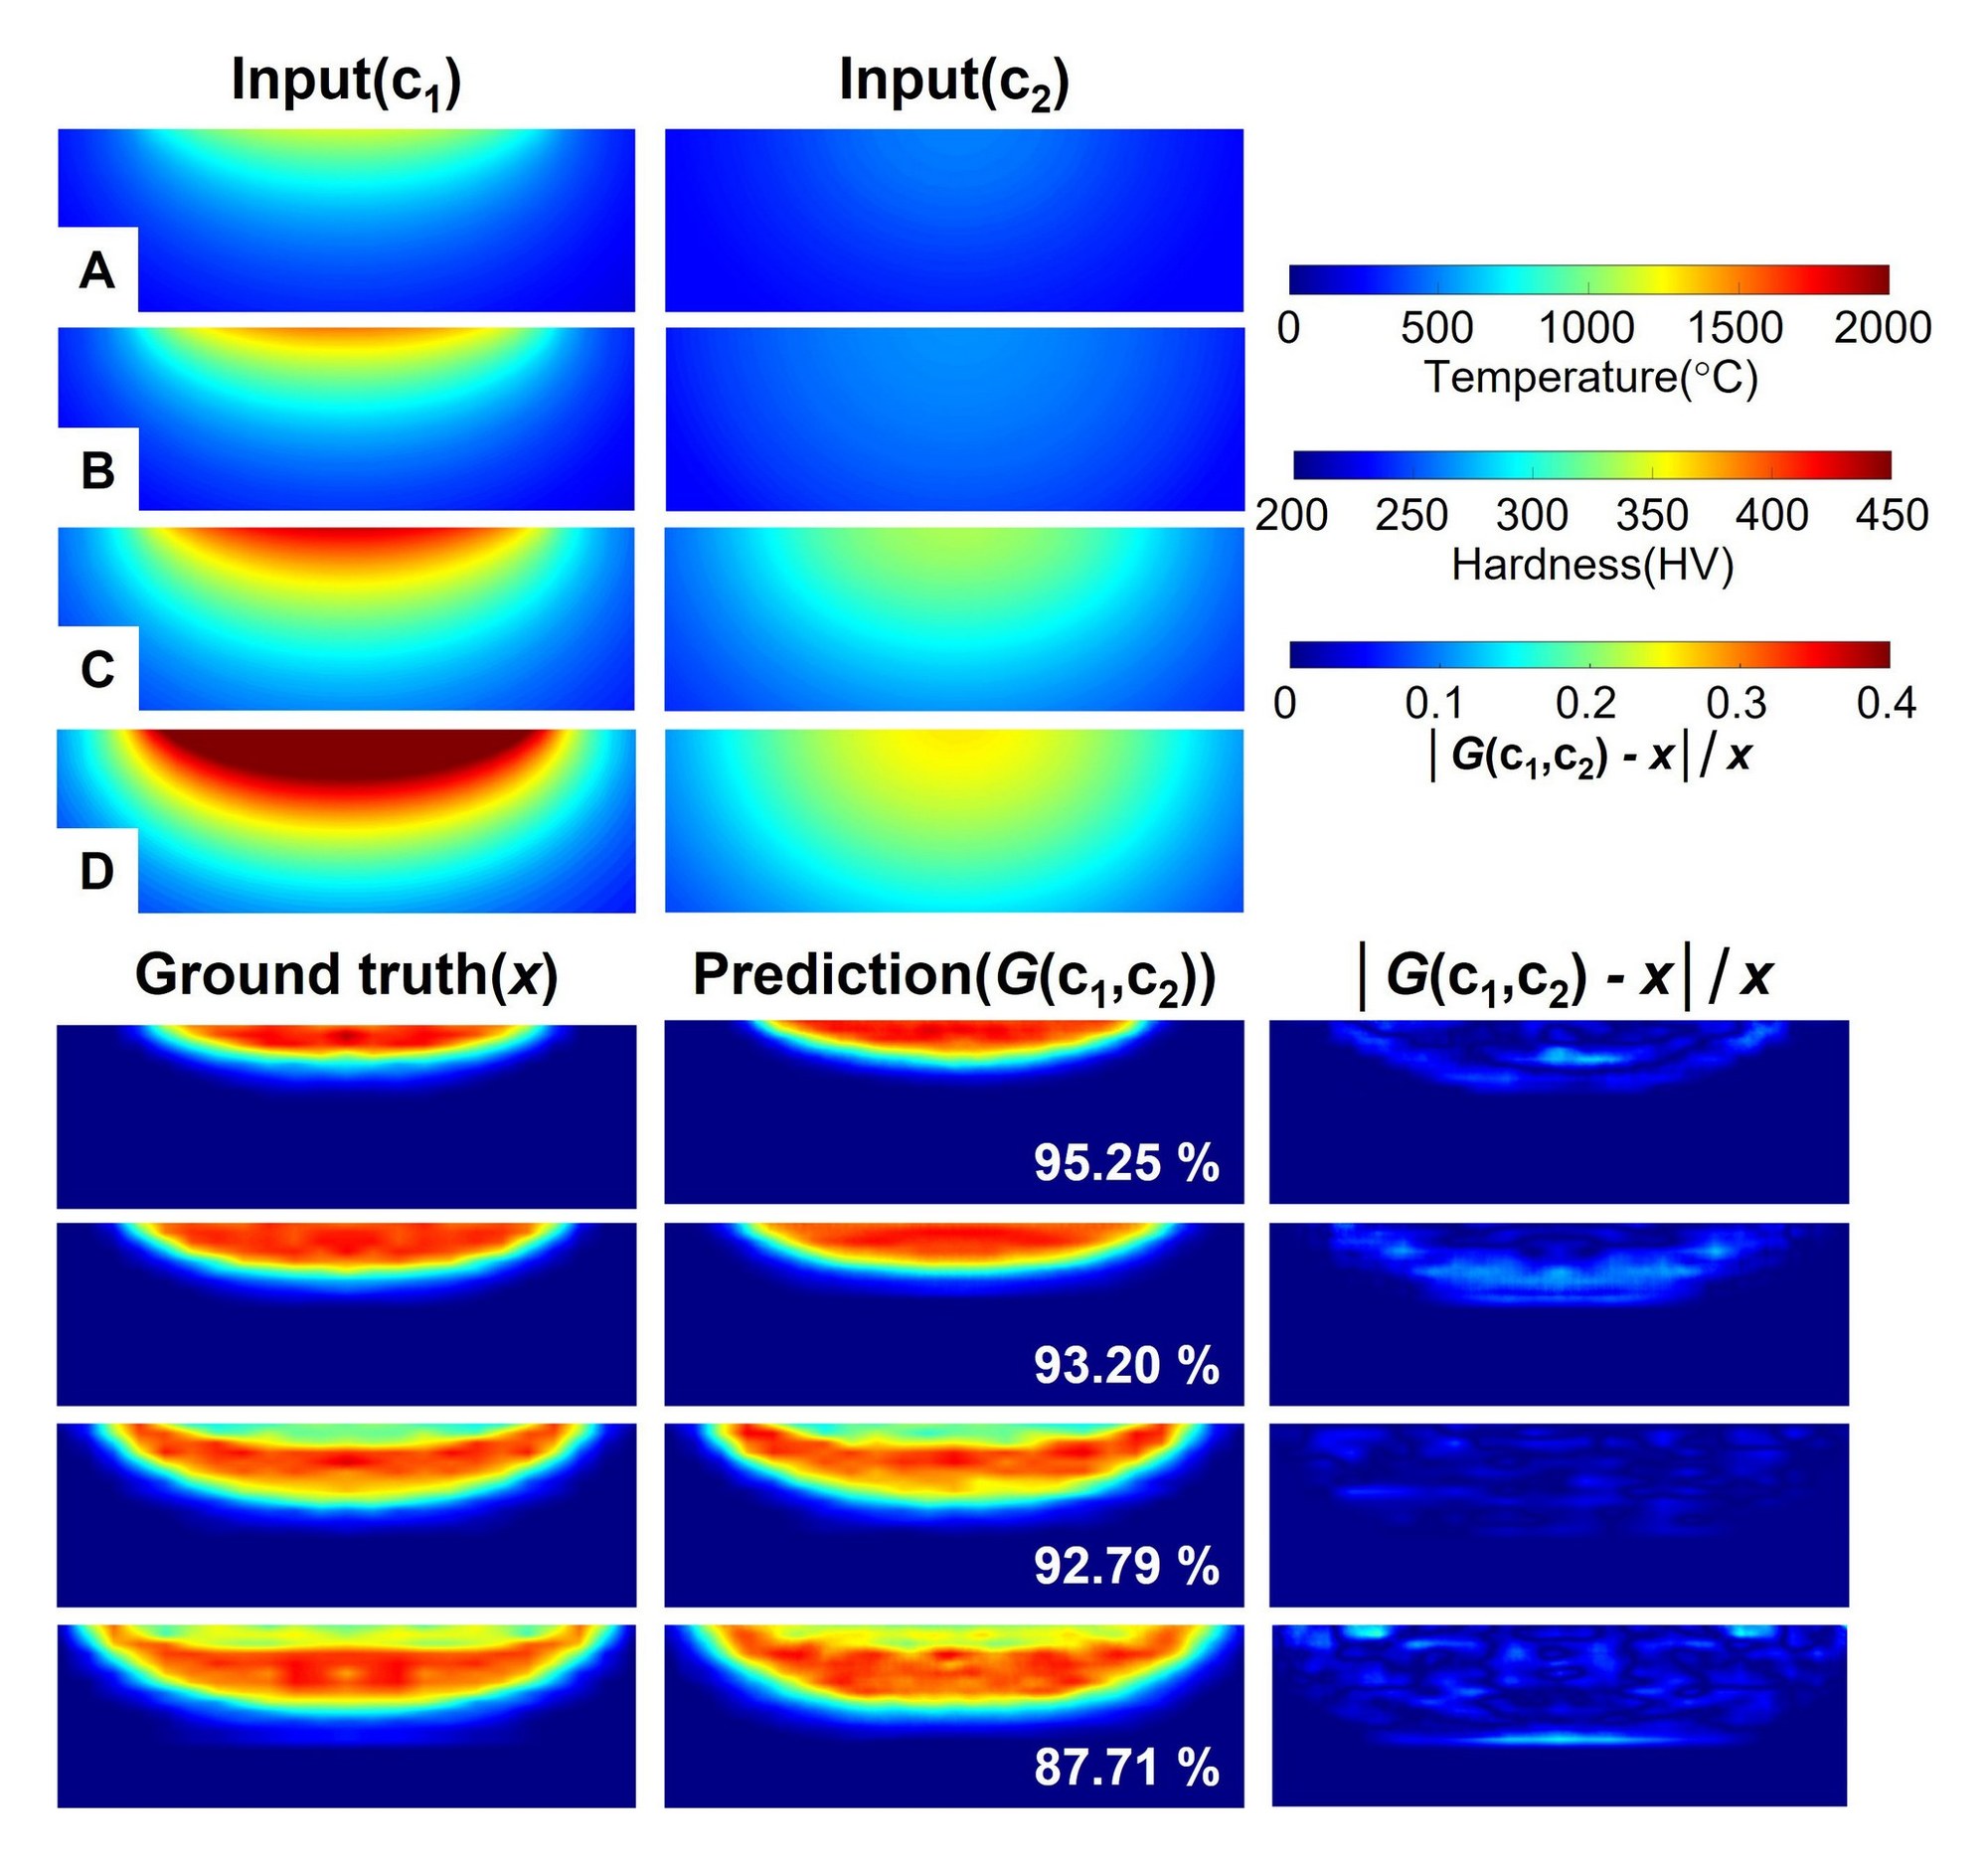 Input(c₁) Input(c₂)
A
B
C
D
0 500 1000 1500 2000
Temperature(°C)
200 250 300 350 400 450
Hardness(HV)
0 0.1 0.2 0.3 0.4
| G(c₁,c₂) - x| / x
Ground truth(x) Prediction(G(c₁,c₂)) | G(c₁,c₂) - x| / x
95.25 %
93.20 %
92.79 %
87.71 %